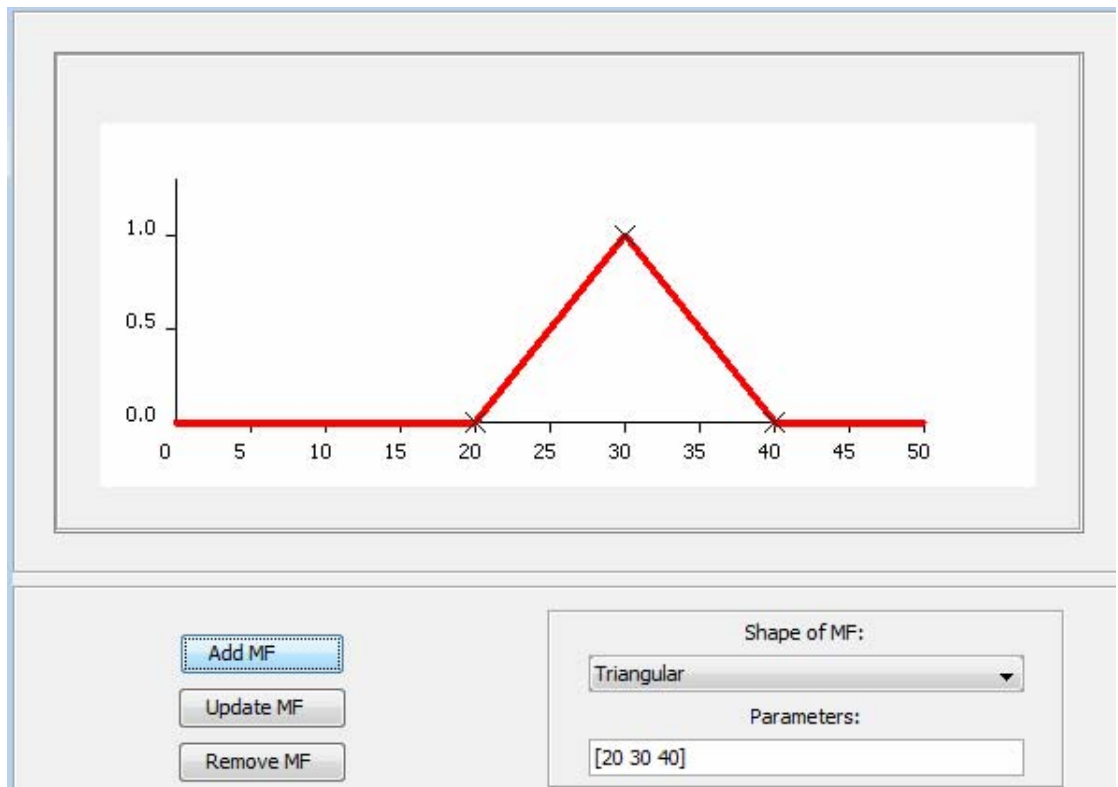 1.0
0.5
0.0
0 5 10 15 20 25 30 35 40 45 50
Add MF
Update MF
Remove MF
Shape of MF:
Triangular
Parameters:
[20 30 40]